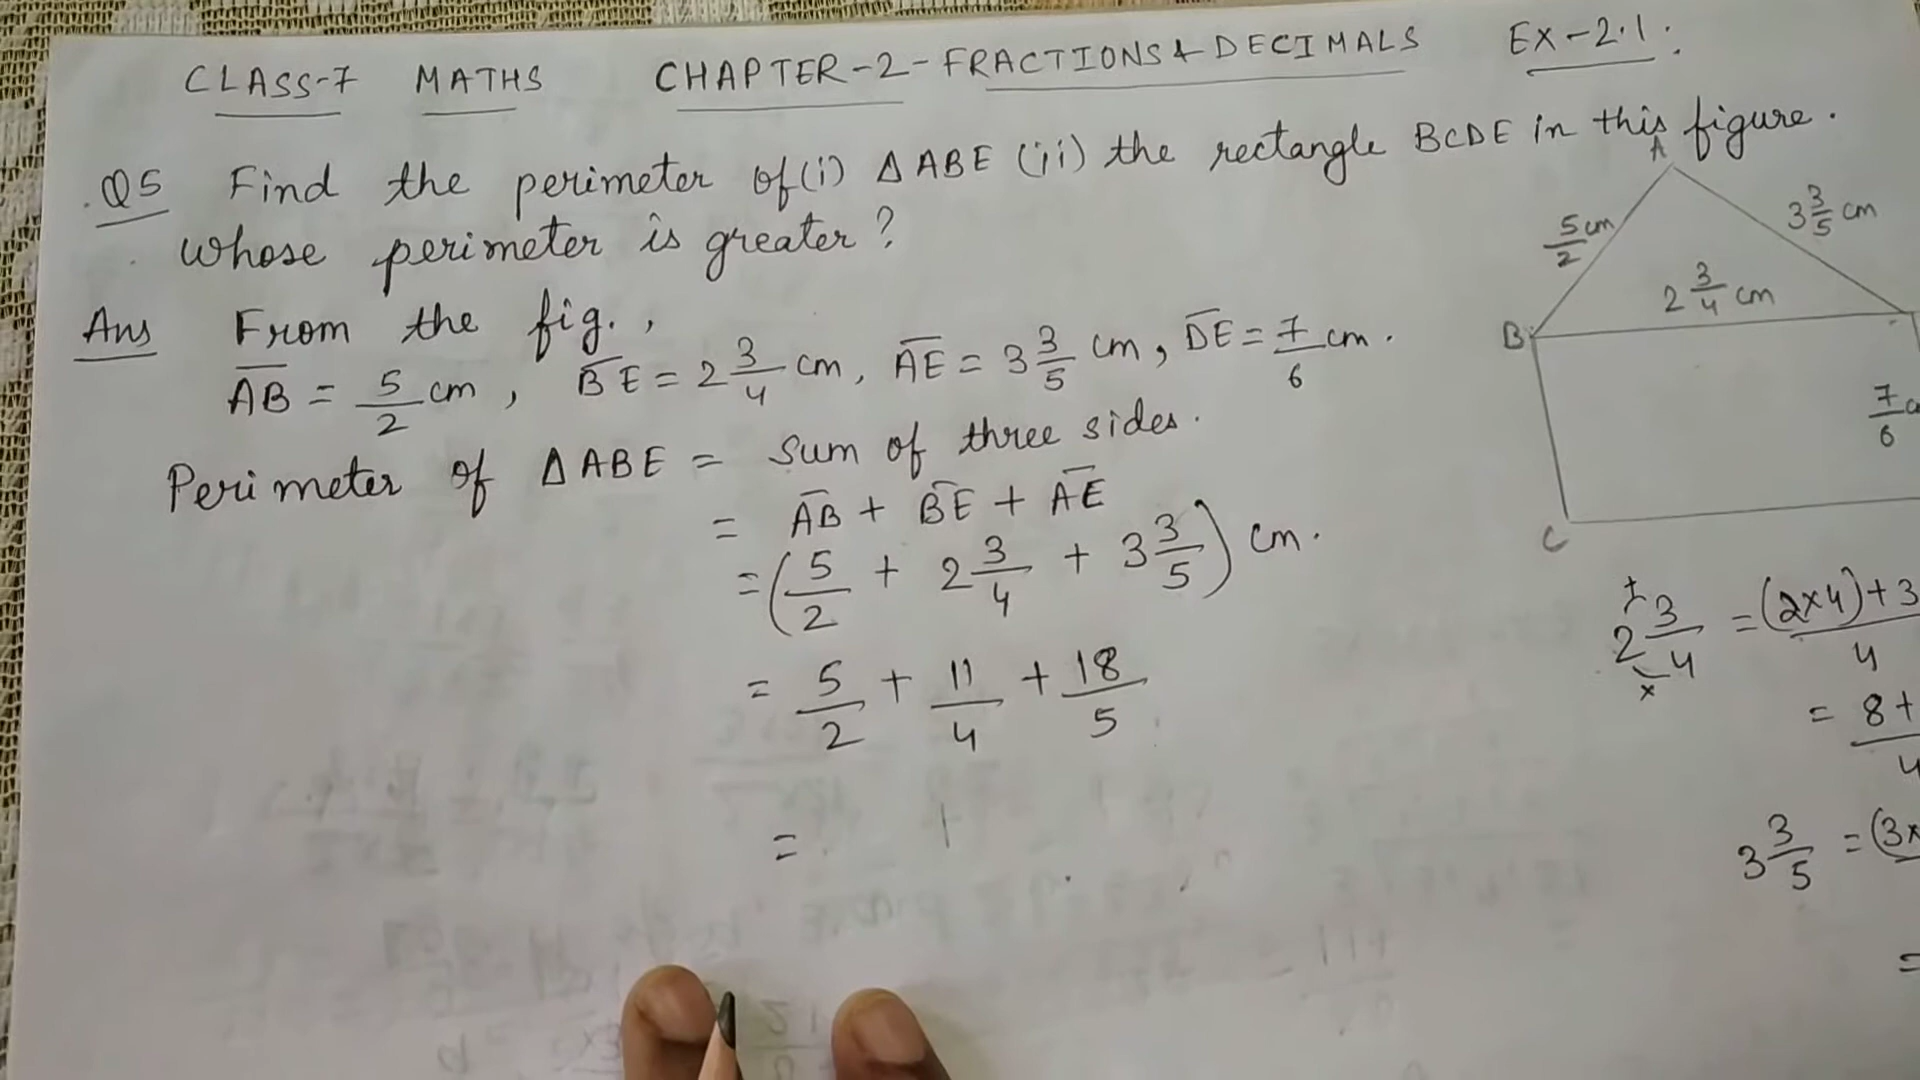 CLASS-7 MATHS CHAPTER-2-FRACTIONS & DECIMALS EX-2.1:
Q5 Find the perimeter of (i) Δ ABE (ii) the rectangle BCDE in this figure.
whose perimeter is greater?
Ans From the fig.,
AB = 5/2 cm, BE = 2 3/4 cm, AE = 3 3/5 cm, DE = 7/6 cm.
Perimeter of Δ ABE = sum of three sides.
= AB + BE + AE
= (5/2 + 2 3/4 + 3 3/5) cm.
= 5/2 + 11/4 + 18/5
=
A
5/2 cm
3 3/5 cm
2 3/4 cm
B
7/6 c
C
2 3/4 = (2×4)+3/4
= 8+/4
3 3/5 = (3×
=